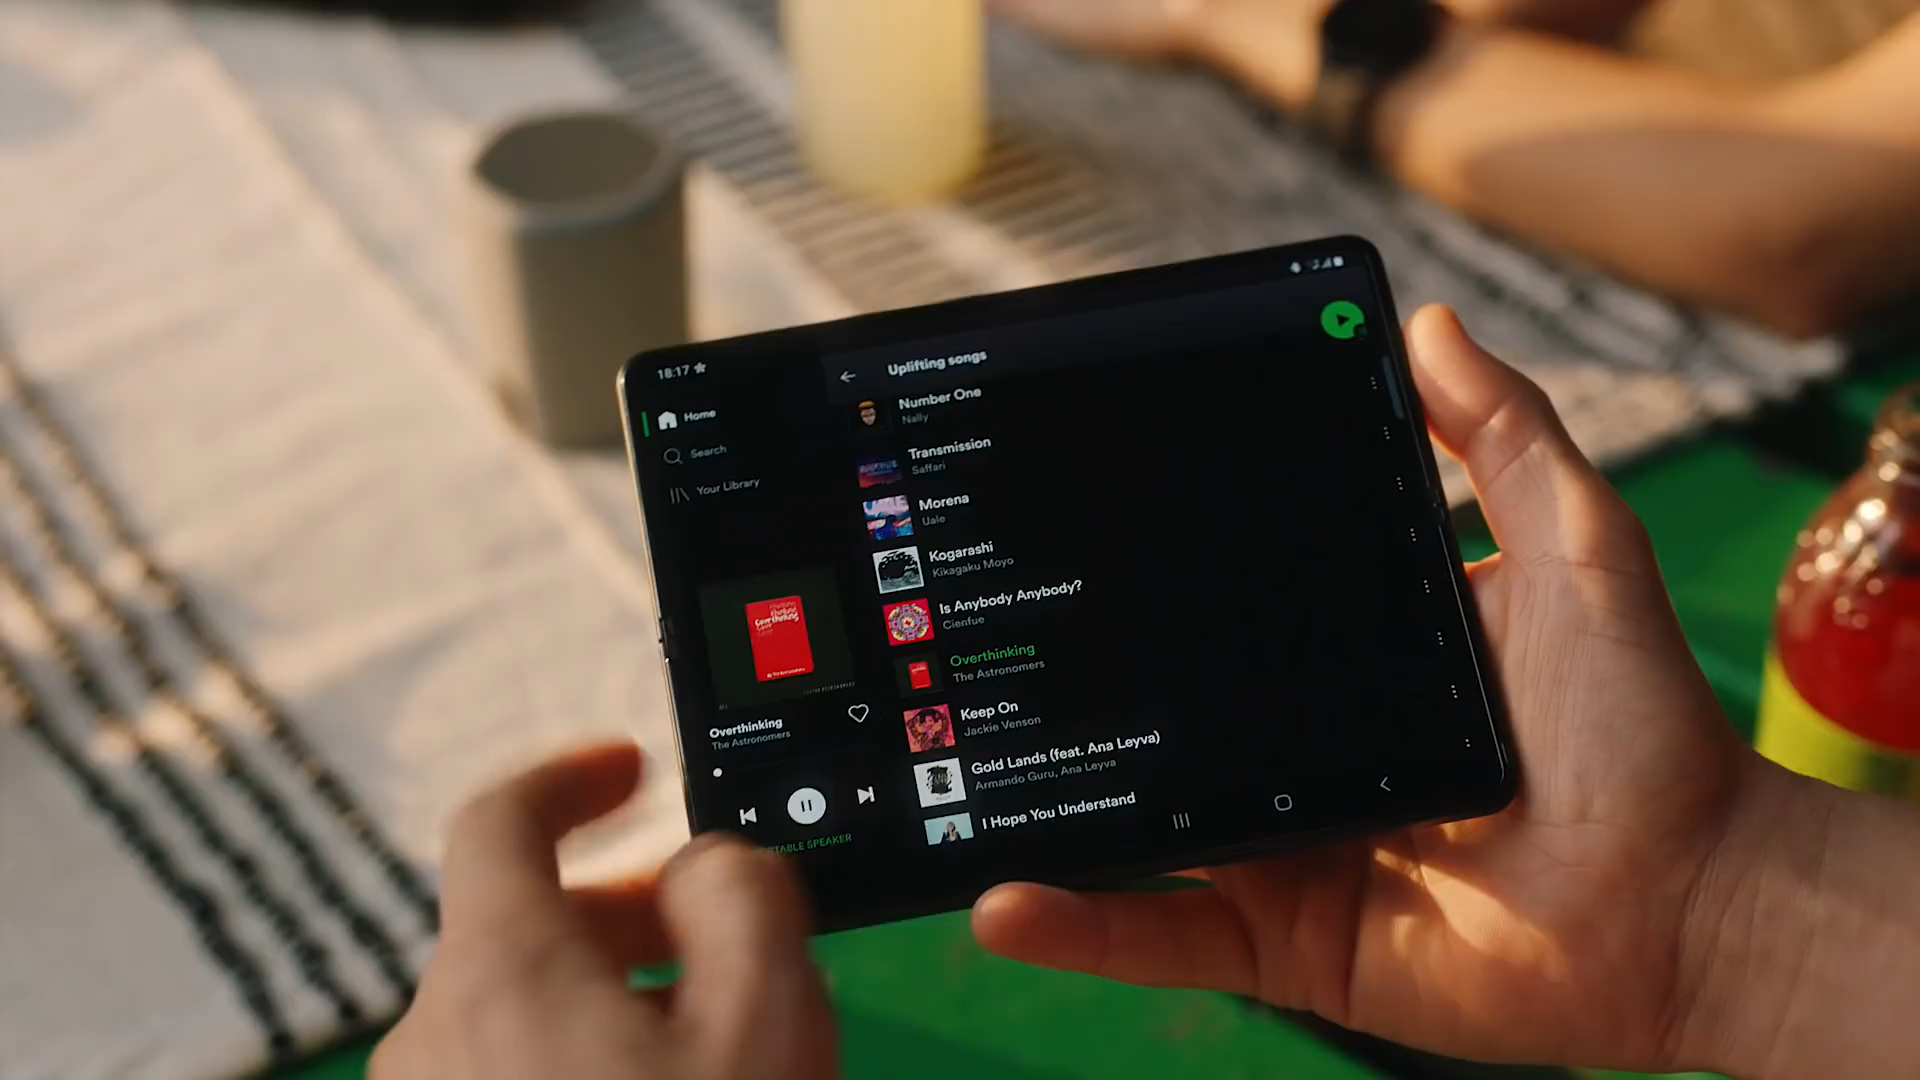 18:17
Home
Search
Your Library
Overthinking
The Astronomers
TABLE SPEAKER
Uplifting songs
Number One
Nally
Transmission
Saffari
Morena
Uale
Kogarashi
Kikagaku Moyo
Is Anybody Anybody?
Cienfue
Overthinking
The Astronomers
Keep On
Jackie Venson
Gold Lands (feat. Ana Leyva)
Armando Guru, Ana Leyva
I Hope You Understand